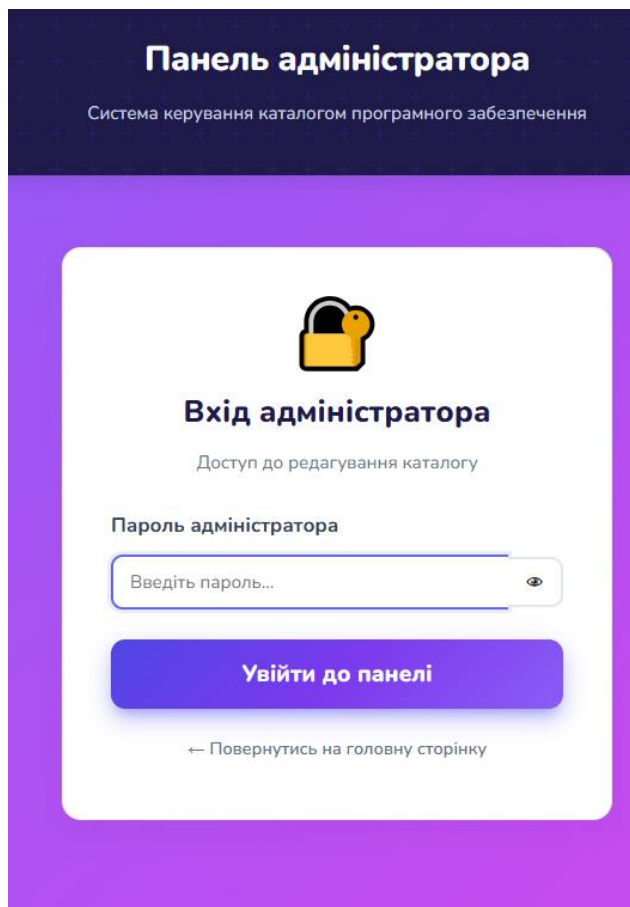 Панель адміністратора
Система керування каталогом програмного забезпечення
Вхід адміністратора
Доступ до редагування каталогу
Пароль адміністратора
Введіть пароль...
Увійти до панелі
← Повернутись на головну сторінку